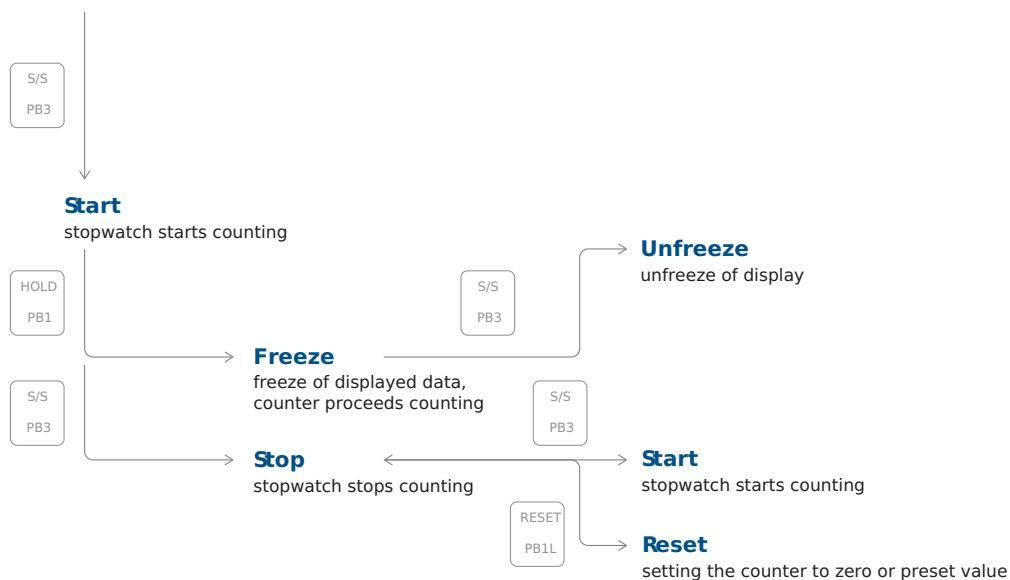 S/S
PB3
Start
stopwatch starts counting
HOLD
PB1
S/S
PB3
Unfreeze
unfreeze of display
Freeze
freeze of displayed data,
counter proceeds counting
S/S
PB3
S/S
PB3
Stop
stopwatch stops counting
Start
stopwatch starts counting
RESET
PB1L
Reset
setting the counter to zero or preset value